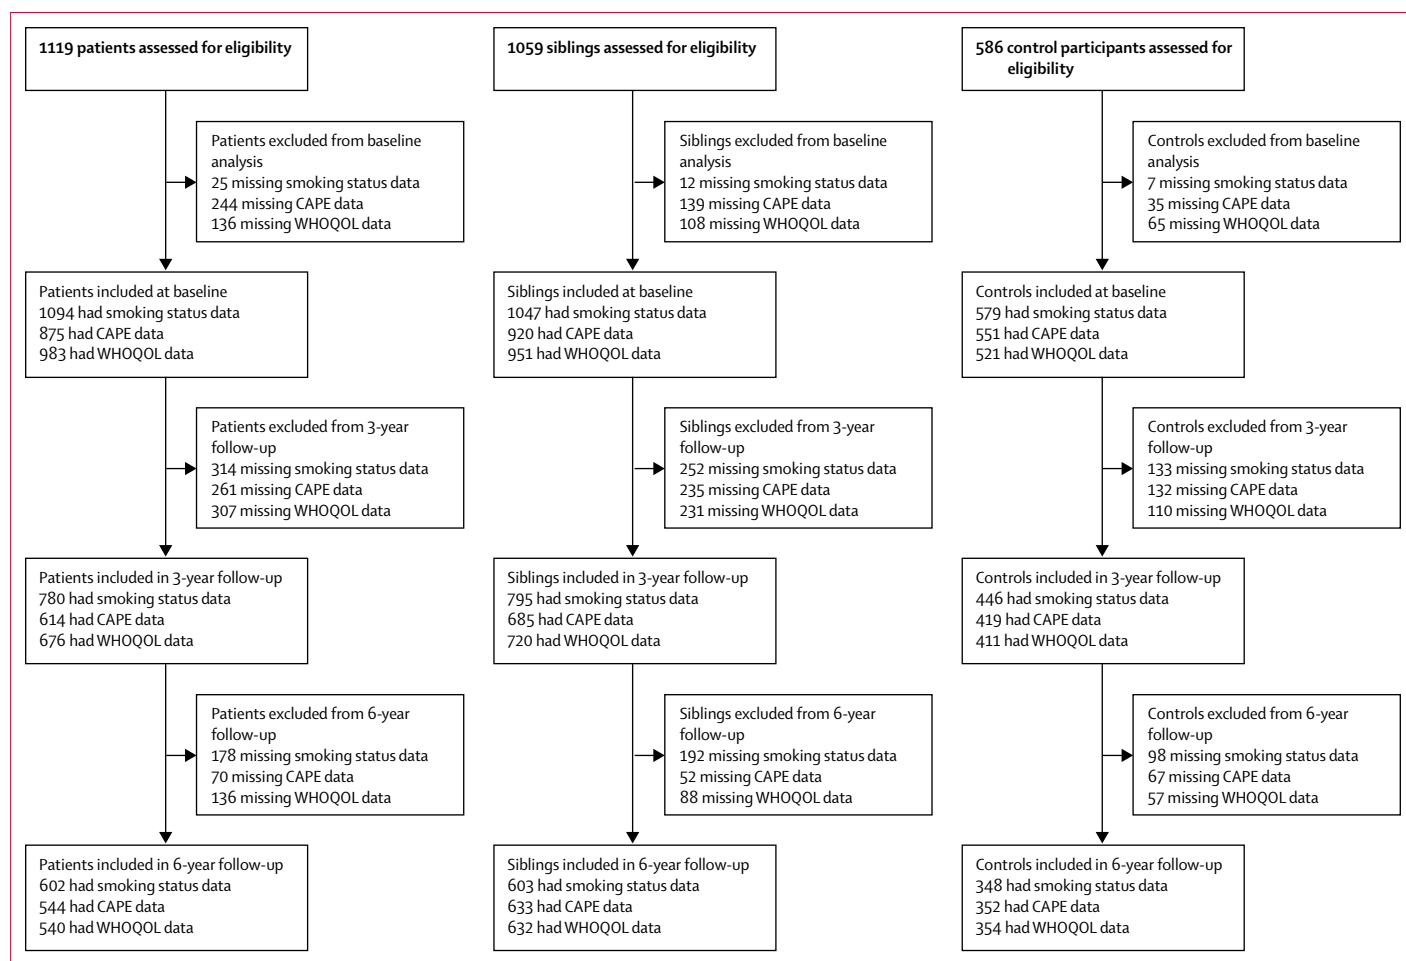 1119 patients assessed for eligibility
Patients excluded from baseline
analysis
25 missing smoking status data
244 missing CAPE data
136 missing WHOQOL data
Patients included at baseline
1094 had smoking status data
875 had CAPE data
983 had WHOQOL data
Patients excluded from 3-year
follow-up
314 missing smoking status data
261 missing CAPE data
307 missing WHOQOL data
Patients included in 3-year follow-up
780 had smoking status data
614 had CAPE data
676 had WHOQOL data
Patients excluded from 6-year
follow-up
178 missing smoking status data
70 missing CAPE data
136 missing WHOQOL data
Patients included in 6-year follow-up
602 had smoking status data
544 had CAPE data
540 had WHOQOL data
1059 siblings assessed for eligibility
Siblings excluded from baseline
analysis
12 missing smoking status data
139 missing CAPE data
108 missing WHOQOL data
Siblings included at baseline
1047 had smoking status data
920 had CAPE data
951 had WHOQOL data
Siblings excluded from 3-year
follow-up
252 missing smoking status data
235 missing CAPE data
231 missing WHOQOL data
Siblings included in 3-year follow-up
795 had smoking status data
685 had CAPE data
720 had WHOQOL data
Siblings excluded from 6-year
follow-up
192 missing smoking status data
52 missing CAPE data
88 missing WHOQOL data
Siblings included in 6-year follow-up
603 had smoking status data
633 had CAPE data
632 had WHOQOL data
586 control participants assessed for
eligibility
Controls excluded from baseline
analysis
7 missing smoking status data
35 missing CAPE data
65 missing WHOQOL data
Controls included at baseline
579 had smoking status data
551 had CAPE data
521 had WHOQOL data
Controls excluded from 3-year
follow-up
133 missing smoking status data
132 missing CAPE data
110 missing WHOQOL data
Controls included in 3-year follow-up
446 had smoking status data
419 had CAPE data
411 had WHOQOL data
Controls excluded from 6-year
follow-up
98 missing smoking status data
67 missing CAPE data
57 missing WHOQOL data
Controls included in 6-year follow-up
348 had smoking status data
352 had CAPE data
354 had WHOQOL data